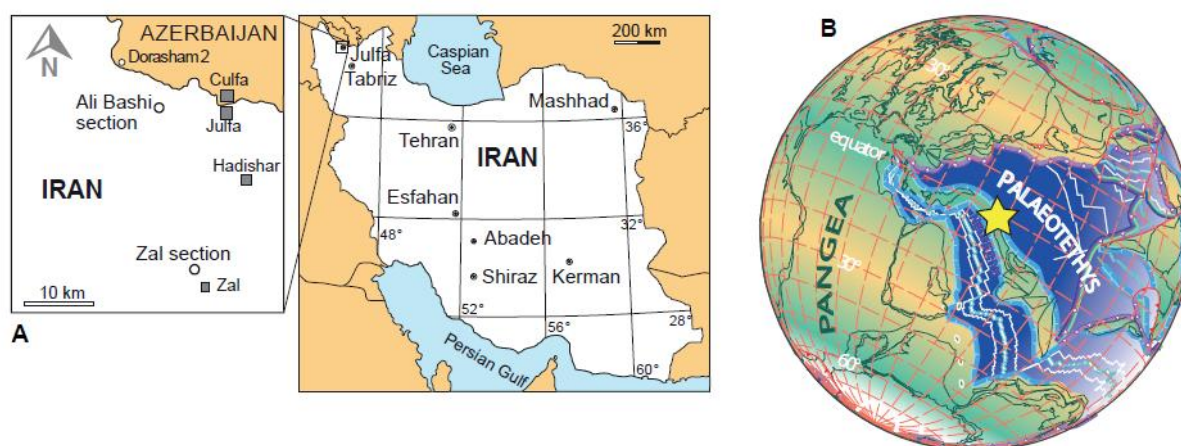 AZERBAIJAN
Dorasham2
N
Culfa
Ali Bashi
section
Julfa
Hadishar
IRAN
Zal section
Zal
10 km
A
200 km
Caspian
Sea
Julfa
Tabriz
Mashhad
36°
Tehran
IRAN
Esfahan
48°
32°
Abadeh
Shiraz
Kerman
52°
56°
28°
60°
Persian Gulf
B
30°
equator
PALAEOTETHYS
PANGEA
30°
60°